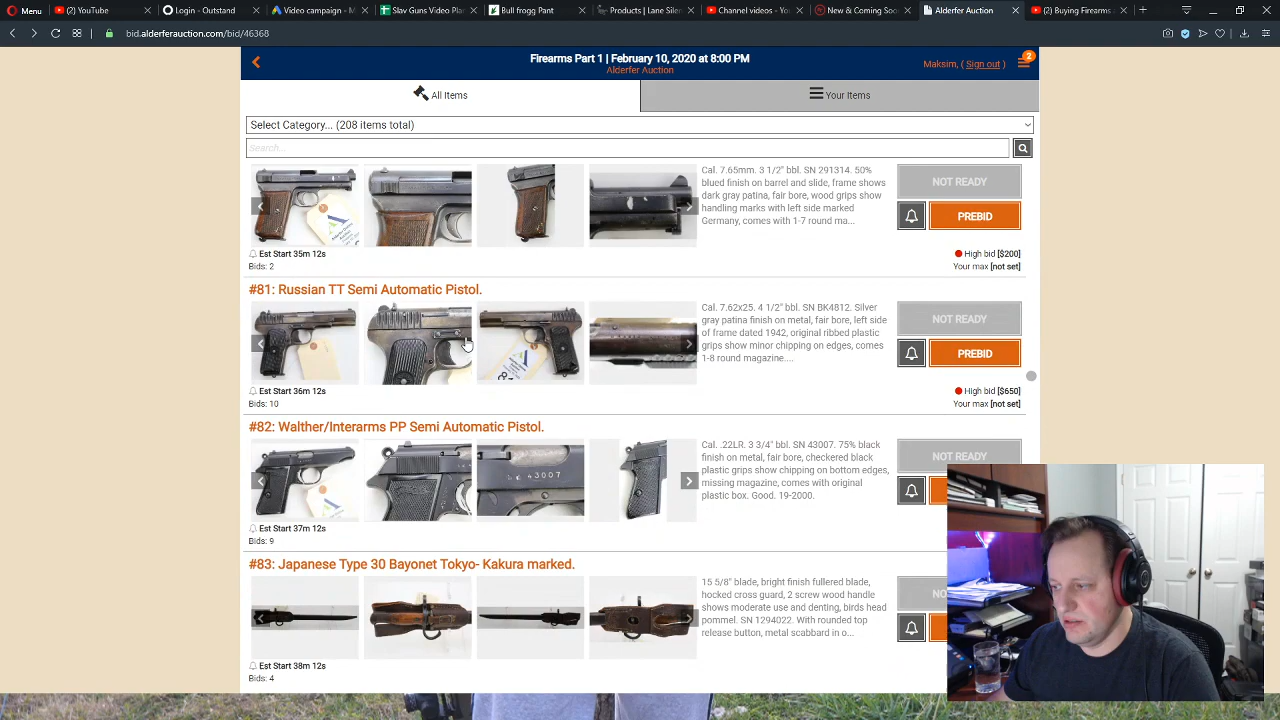 Menu
(2) YouTube
Login - Outstand
Video campaign - 
Slav Guns Video Plan
Bull frogg Pant
Products | Lane Silen
Channel videos - Yo
New & Coming Soo
Alderfer Auction
(2) Buying Firearms
bid.alderferauction.com/bid/46368
Firearms Part 1 | February 10, 2020 at 8:00 PM
Alderfer Auction
Maksim, ( Sign out )
2
All Items
Your Items
Select Category... (208 items total)
Search...
Cal. 7.65mm. 3 1/2" bbl. SN 291314. 50%
blued finish on barrel and slide, frame shows
dark gray patina, fair bore, wood grips show
handling marks with left side marked
Germany, comes with 1-7 round ma...
NOT READY
PREBID
Est Start 35m 12s
Bids: 2
High bid [$200]
Your max [not set]
#81: Russian TT Semi Automatic Pistol.
Cal. 7.62x25. 4 1/2" bbl. SN BK4812. Silver
gray patina finish on metal, fair bore, left side
of frame dated 1942, original ribbed plastic
grips show minor chipping on edges, comes
1-8 round magazine....
NOT READY
PREBID
Est Start 36m 12s
Bids: 10
High bid [$650]
Your max [not set]
#82: Walther/Interarms PP Semi Automatic Pistol.
43007
Cal. .22LR. 3 3/4" bbl. SN 43007. 75% black
finish on metal, fair bore, checkered black
plastic grips show chipping on bottom edges,
missing magazine, comes with original
plastic box. Good. 19-2000.
NOT READY
Est Start 37m 12s
Bids: 9
#83: Japanese Type 30 Bayonet Tokyo- Kakura marked.
15 5/8" blade, bright finish fullered blade,
hocked cross guard, 2 screw wood handle
shows moderate use and denting, birds head
pommel. SN 1294022. With rounded top
release button, metal scabbard in o...
NO
Est Start 38m 12s
Bids: 4